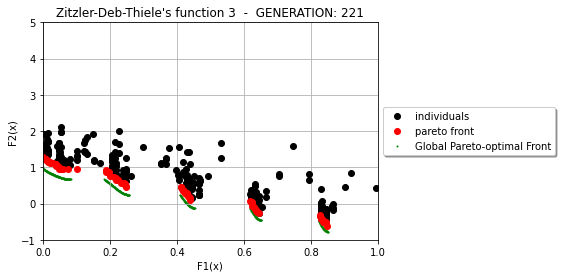 Zitzler-Deb-Thiele's function 3 - GENERATION: 221
5
4
3
2
1
0
−1
F2(x)
0.0 0.2 0.4 0.6 0.8 1.0
F1(x)
individuals
pareto front
Global Pareto-optimal Front